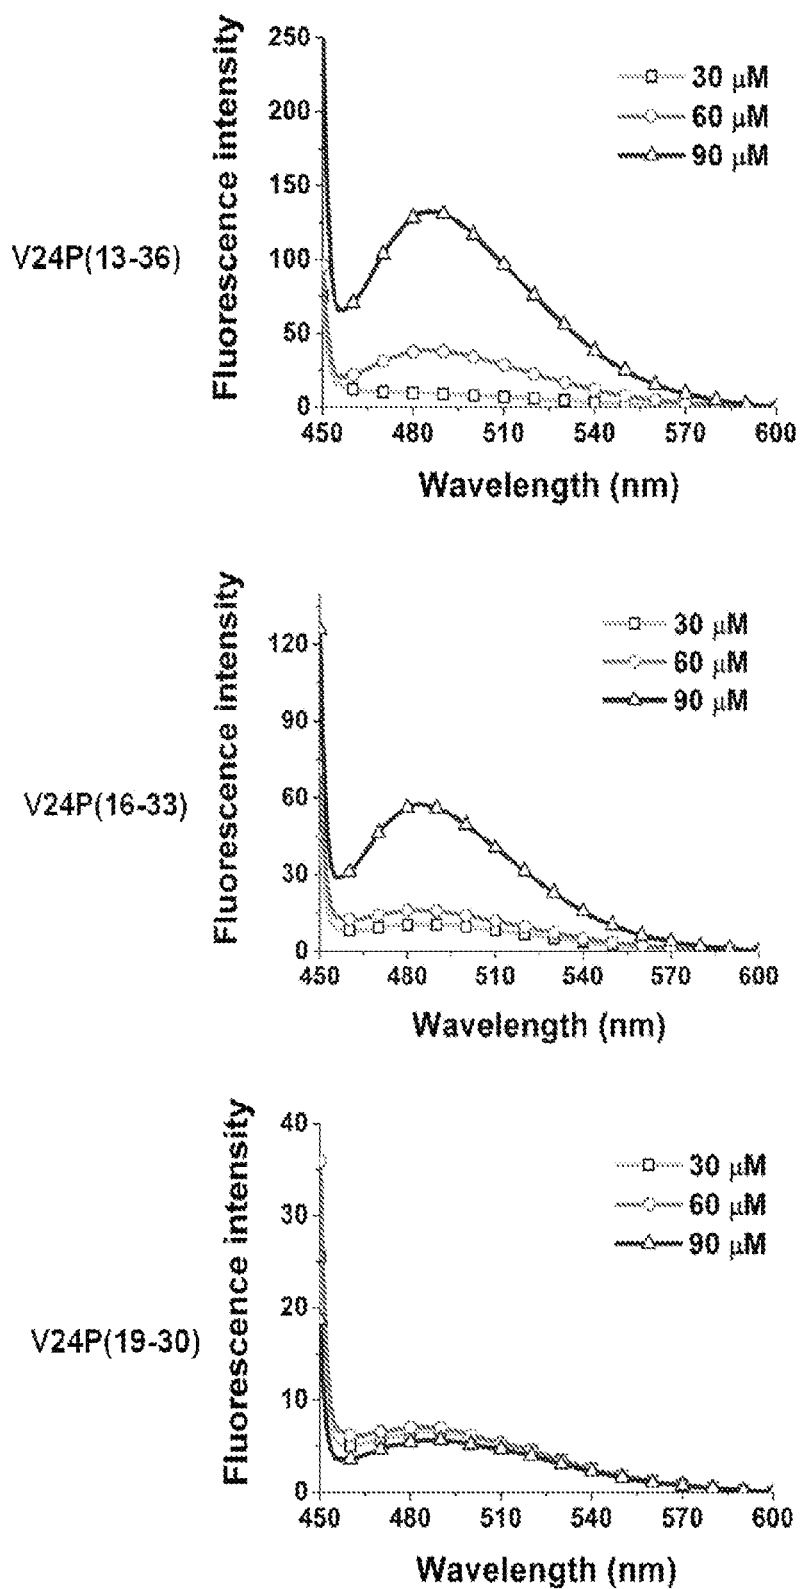 V24P(13-36)
Fluorescence intensity
250
200
150
100
50
0
450 480 510 540 570 600
Wavelength (nm)
30 μM
60 μM
90 μM
V24P(16-33)
Fluorescence intensity
120
90
60
30
0
450 480 510 540 570 600
Wavelength (nm)
30 μM
60 μM
90 μM
V24P(19-30)
Fluorescence intensity
40
30
20
10
0
450 480 510 540 570 600
Wavelength (nm)
30 μM
60 μM
90 μM